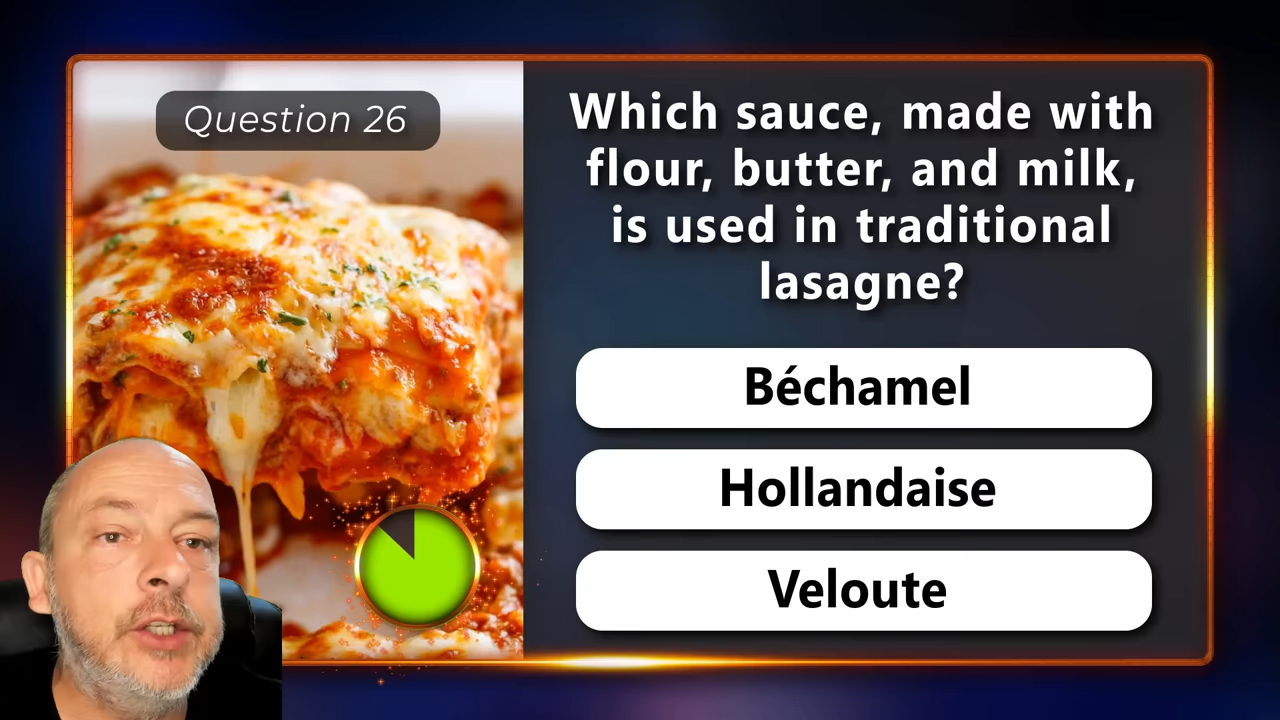 Question 26
Which sauce, made with
flour, butter, and milk,
is used in traditional
lasagne?
Béchamel
Hollandaise
Veloute